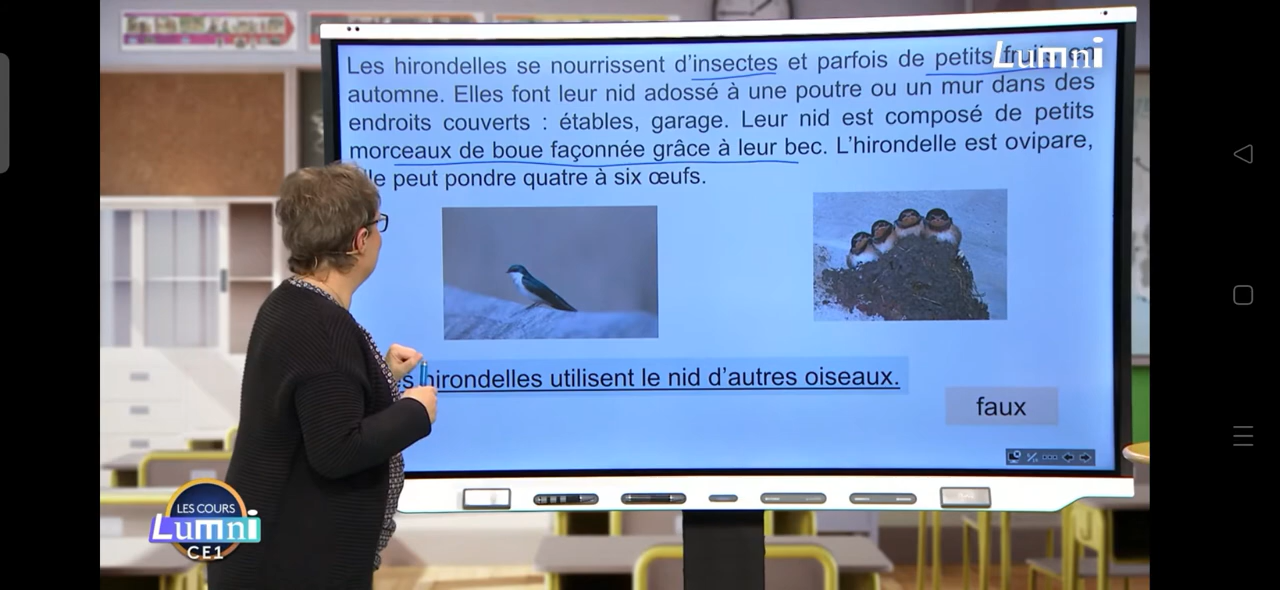 Lumni
Les hirondelles se nourrissent d'insectes et parfois de petits fruits en
automne. Elles font leur nid adossé à une poutre ou un mur dans des
endroits couverts : étables, garage. Leur nid est composé de petits
morceaux de boue façonnée grâce à leur bec. L'hirondelle est ovipare,
lle peut pondre quatre à six œufs.
s hirondelles utilisent le nid d'autres oiseaux.
faux
LES COURS
Lumni
CE1